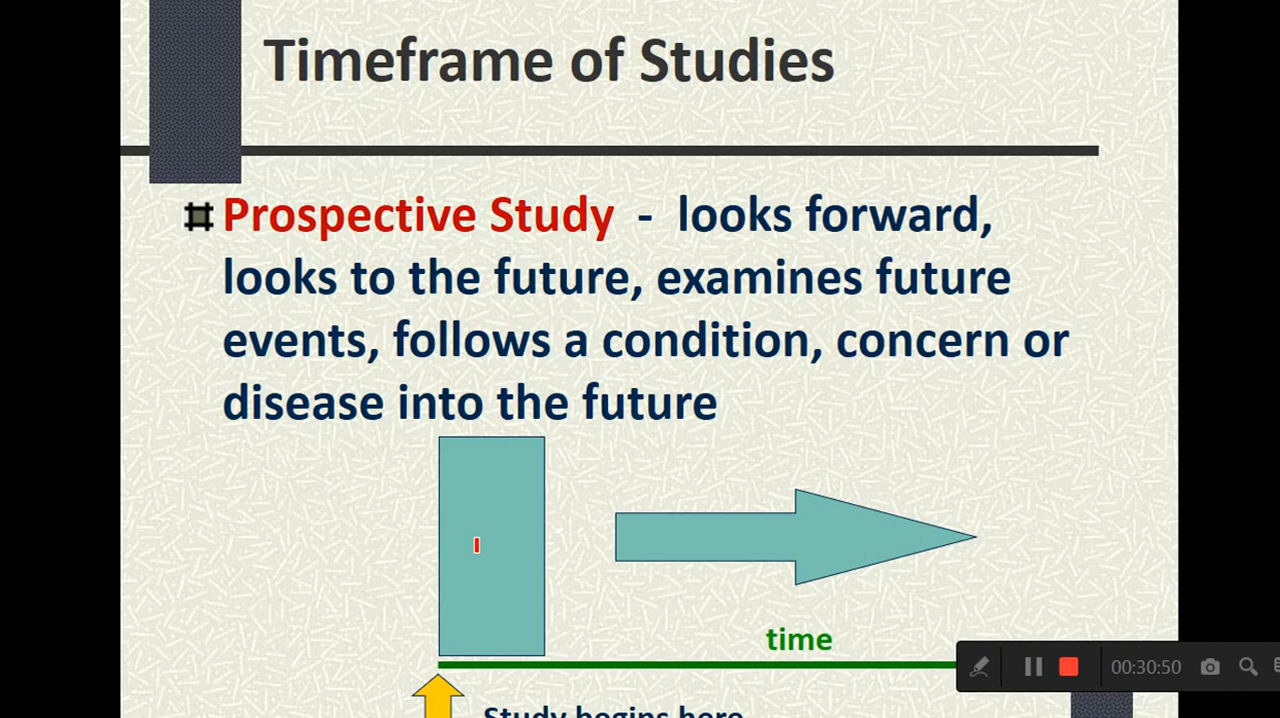 Timeframe of Studies
Prospective Study - looks forward,
looks to the future, examines future
events, follows a condition, concern or
disease into the future
time
Study begins here
00:30:50